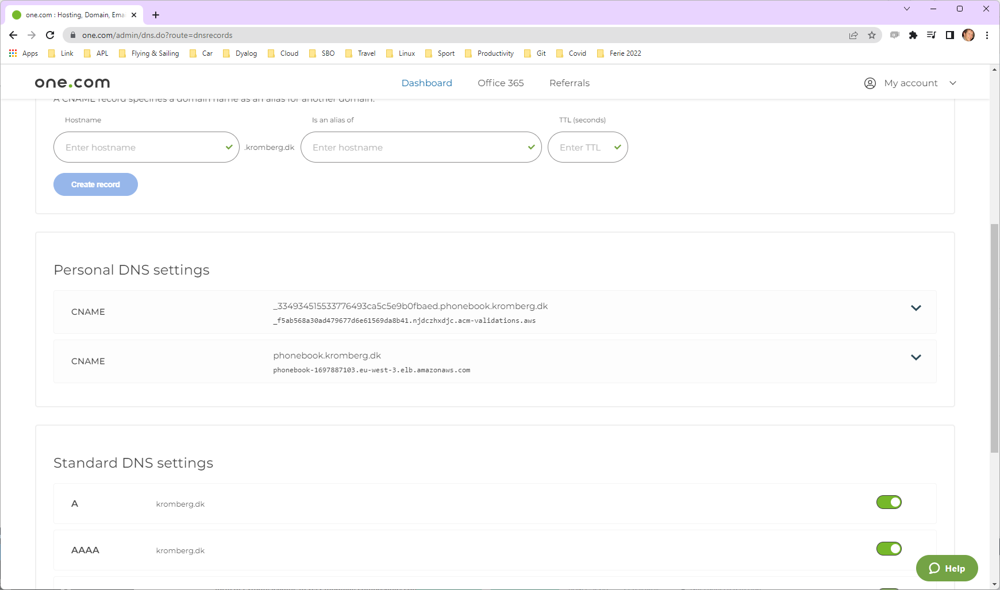 one.com : Hosting, Domain, Ema
one.com/admin/dns.do?route=dnsrecords
Apps Link APL Flying & Sailing Car Dyalog Cloud SBO Travel Linux Sport Productivity Git Covid Ferie 2022
one.com Dashboard Office 365 Referrals My account
A CNAME record specifies a domain name as an alias for another domain.
Hostname Is an alias of TTL (seconds)
Enter hostname .kromberg.dk Enter hostname Enter TTL
Create record
Personal DNS settings
CNAME _334934515533776493ca5c5e9b0fbaed.phonebook.kromberg.dk
_f5ab568a30ad479677d6e61569da8b41.njdczhxdjc.acm-validations.aws
CNAME phonebook.kromberg.dk
phonebook-1697887103.eu-west-3.elb.amazonaws.com
Standard DNS settings
A kromberg.dk
AAAA kromberg.dk
Help